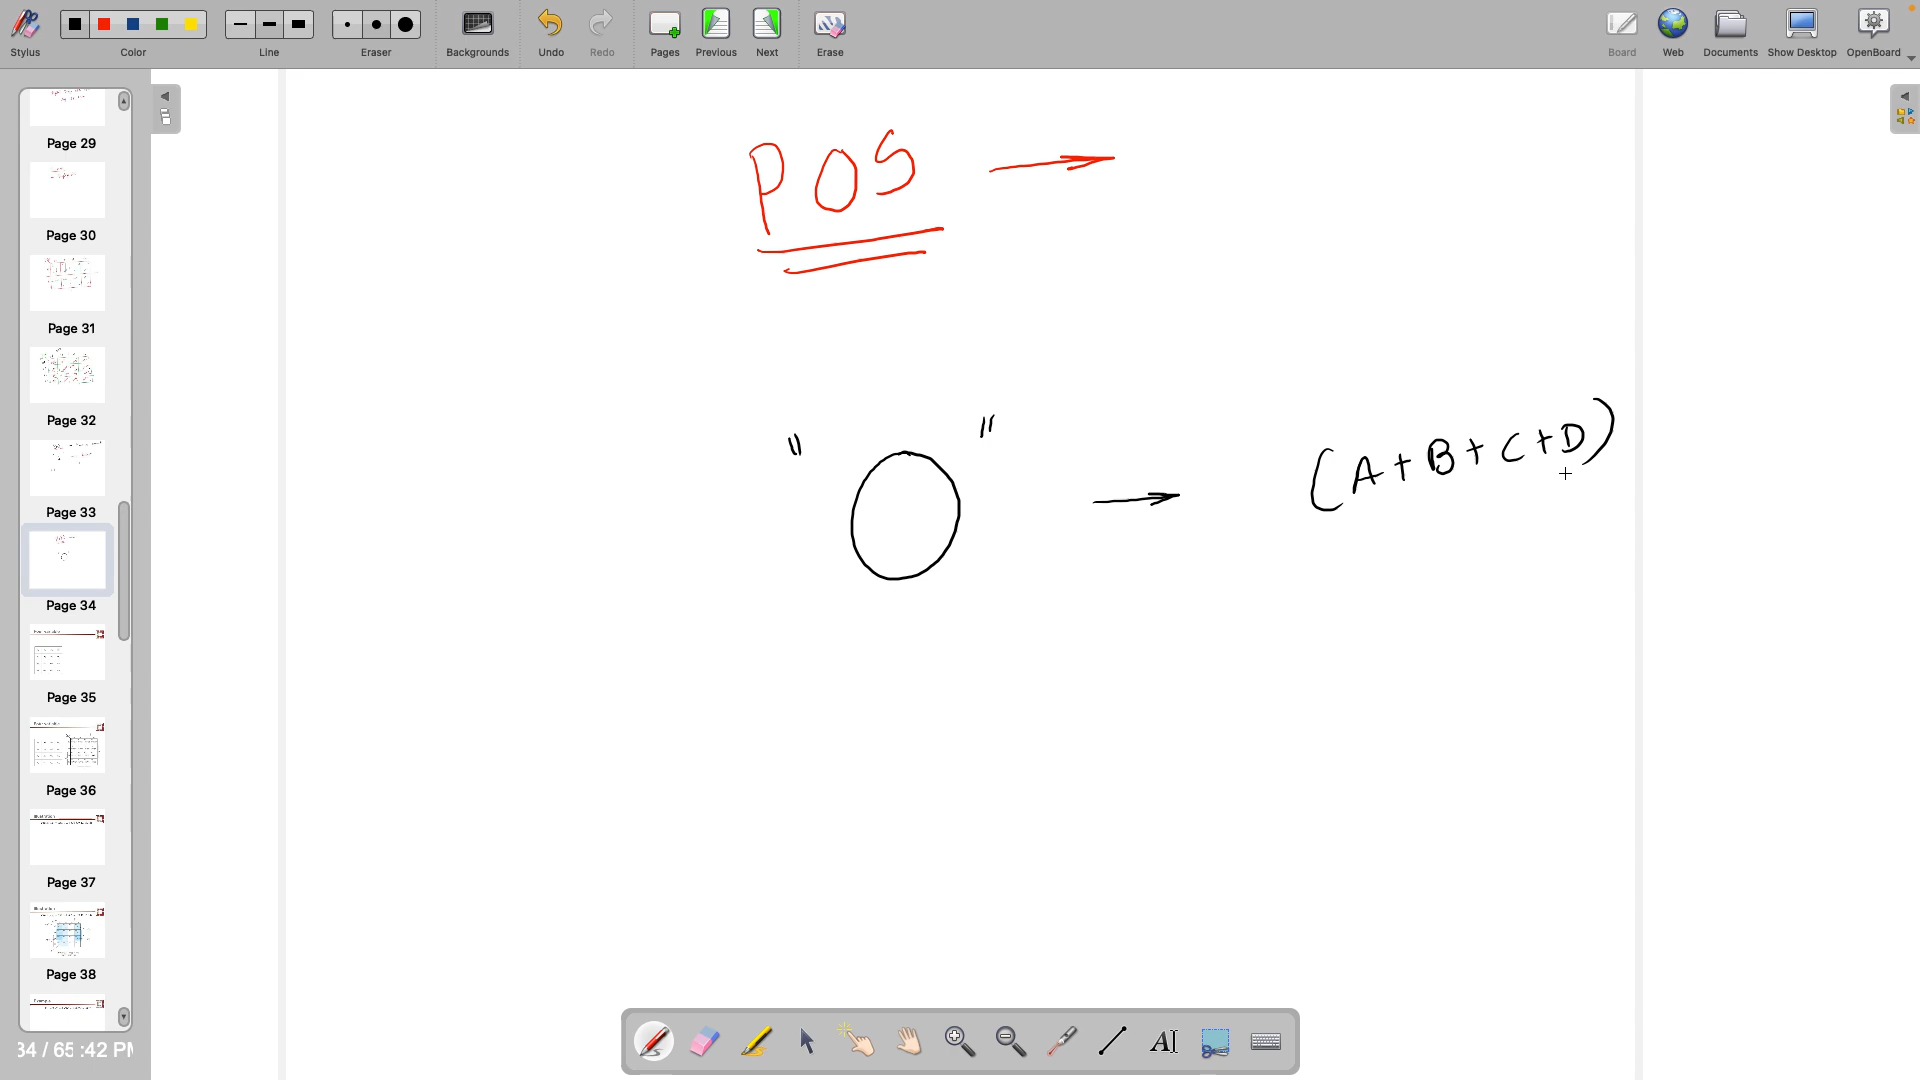 Stylus Color Line Eraser Backgrounds Undo Redo Pages Previous Next Erase Board Web Documents Show Desktop OpenBoard
Page 29
Page 30
Page 31
Page 32
Page 33
Page 34
Page 35
Page 36
Page 37
Page 38
34 / 65 :42 PM
POS →
" 0 " → (A + B + C + D)